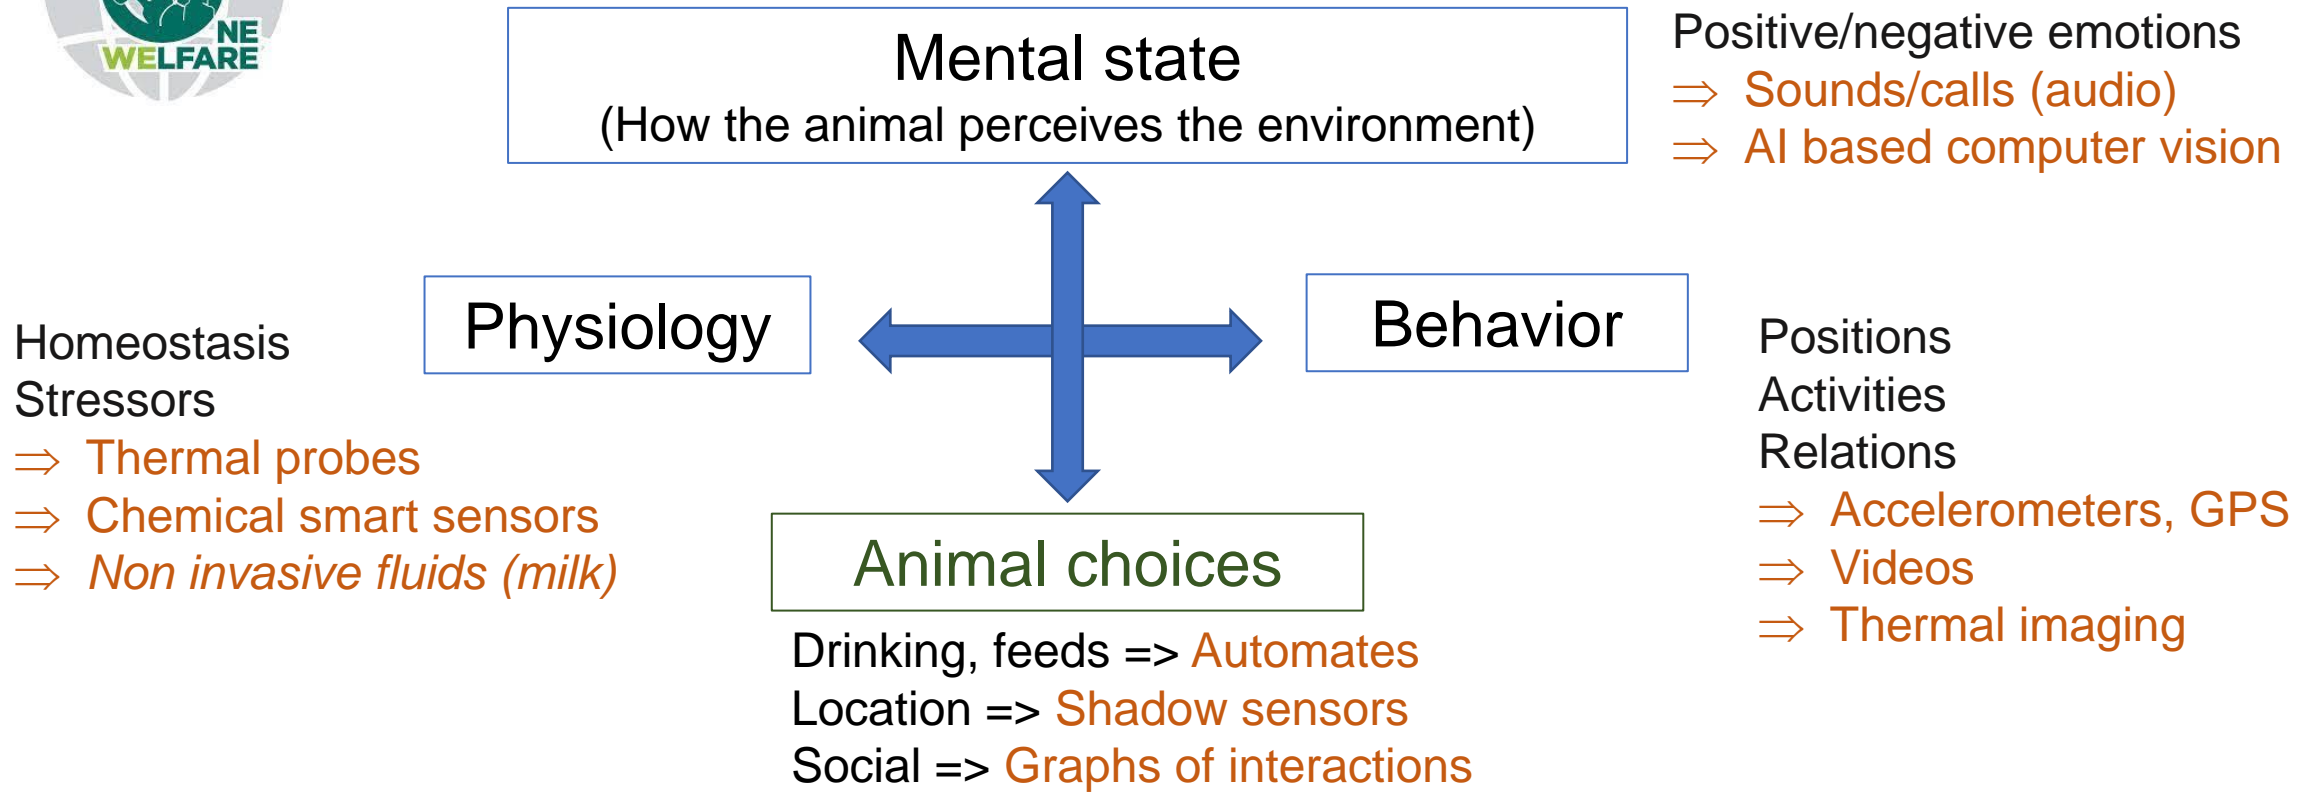 NE
WELFARE
Mental state
(How the animal perceives the environment)
Positive/negative emotions
⇒ Sounds/calls (audio)
⇒ AI based computer vision
Physiology
Behavior
Homeostasis
Stressors
⇒ Thermal probes
⇒ Chemical smart sensors
⇒ Non invasive fluids (milk)
Positions
Activities
Relations
⇒ Accelerometers, GPS
⇒ Videos
⇒ Thermal imaging
Animal choices
Drinking, feeds => Automates
Location => Shadow sensors
Social => Graphs of interactions